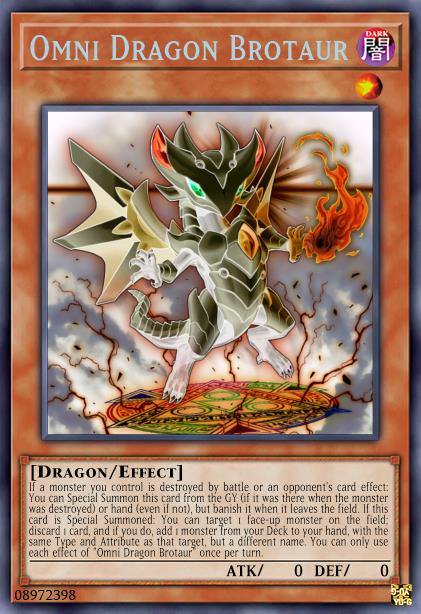 OMNI DRAGON BROTAUR
DARK
闇
[DRAGON/EFFECT]
If a monster you control is destroyed by battle or an opponent's card effect:
You can Special Summon this card from the GY (if it was there when the monster
was destroyed) or hand (even if not), but banish it when it leaves the field. If this
card is Special Summoned: You can target 1 face-up monster on the field;
discard 1 card, and if you do, add 1 monster from your Deck to your hand, with
the same Type and Attribute as that target, but a different name. You can only use
each effect of "Omni Dragon Brotaur" once per turn.
ATK/ 0 DEF/ 0
08972398